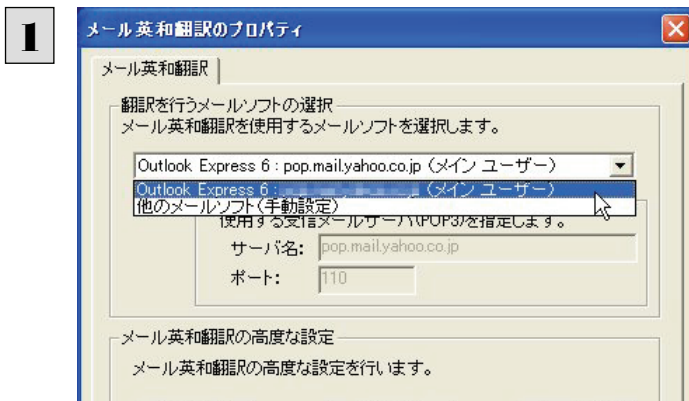 1
メール英和翻訳のプロパティ
メール英和翻訳
翻訳を行うメールソフトの選択
メール英和翻訳を使用するメールソフトを選択します。
Outlook Express 6 : pop.mail.yahoo.co.jp (メイン ユーザー)
Outlook Express 6 : (メイン ユーザー)
他のメールソフト(手動設定)
使用する受信メールサーバ(POP3)を指定します。
サーバ名: pop.mail.yahoo.co.jp
ポート: 110
メール英和翻訳の高度な設定
メール英和翻訳の高度な設定を行います。